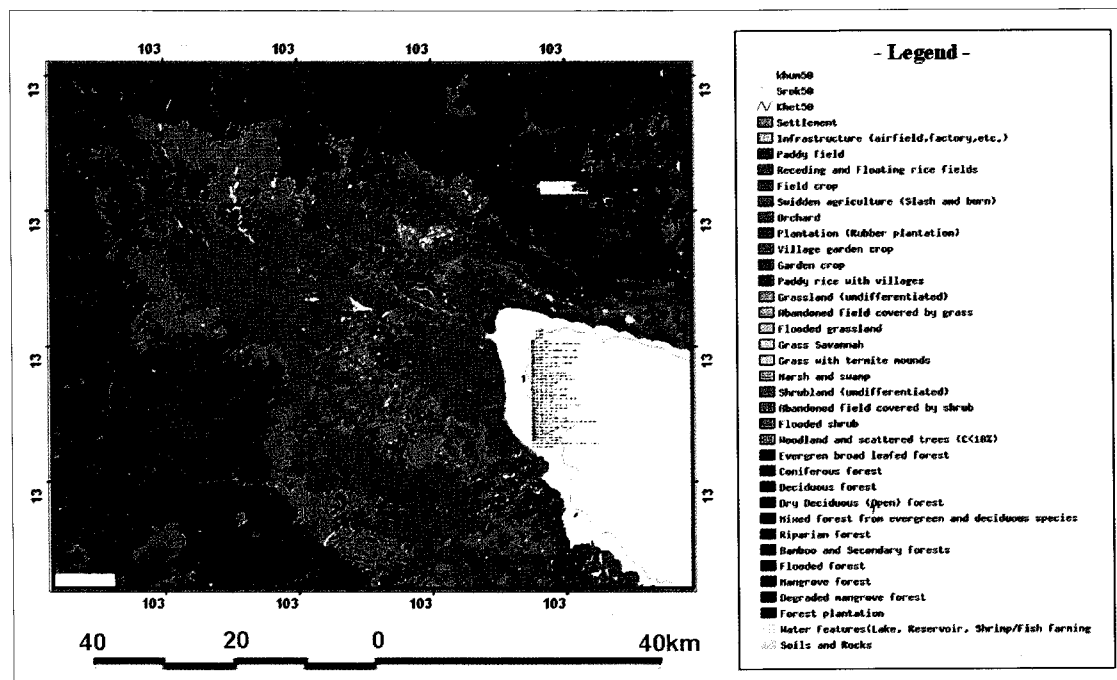 103 103 103 103
13 13
13 13
13 13
13 13
103 103 103 103
40 20 0 40km
- Legend -
khum50
Srok50
Khet50
Settlement
Infrastructure (airfield,factory,etc.)
Paddy field
Receding and Floating rice fields
Field crop
Swidden agriculture (Slash and burn)
Orchard
Plantation (Rubber plantation)
Village garden crop
Garden crop
Paddy rice with villages
Grassland (undifferentiated)
Abandoned field covered by grass
Flooded grassland
Grass Savannah
Grass with termite mounds
Marsh and swamp
Shrubland (undifferentiated)
Abandoned field covered by shrub
Flooded shrub
Woodland and scattered trees (C<10%)
Evergren broad leafed forest
Coniferous forest
Deciduous forest
Dry Deciduous (Open) forest
Mixed forest from evergreen and deciduous species
Riparian forest
Bamboo and Secondary forests
Flooded forest
Mangrove forest
Degraded mangrove forest
Forest plantation
Water features(Lake, Reservoir, Shrimp/Fish farming
Soils and Rocks